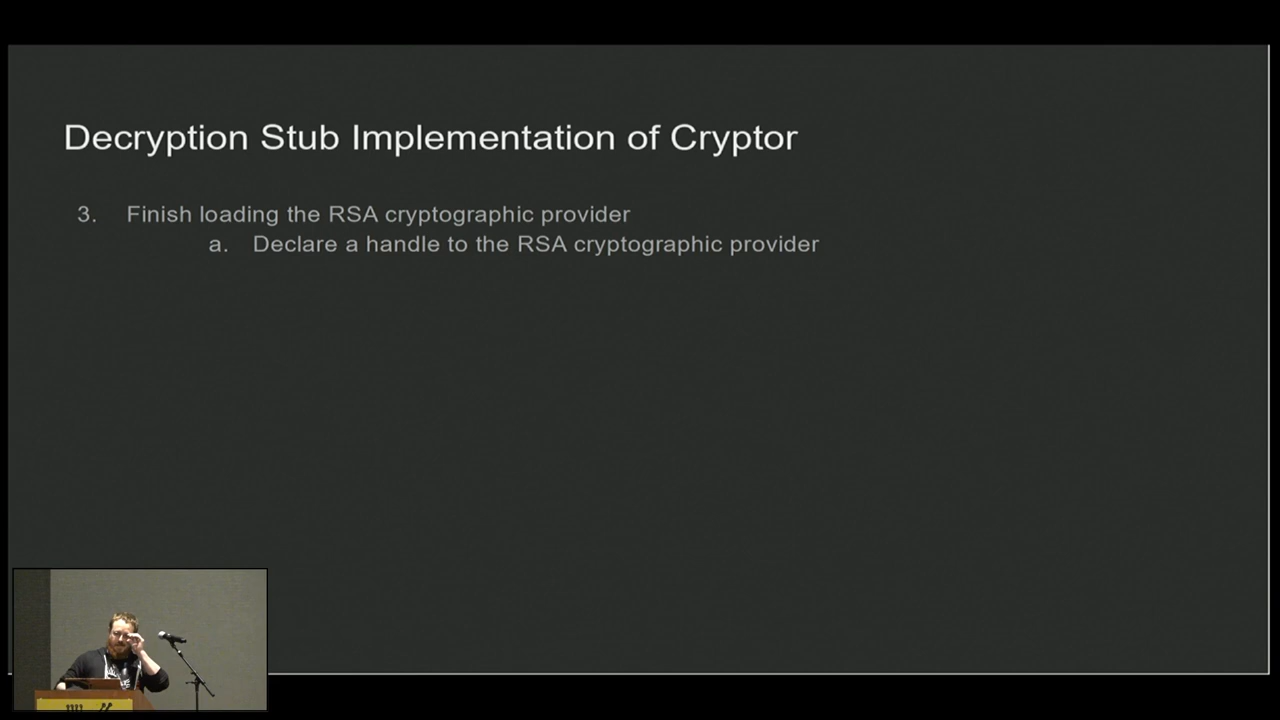 Decryption Stub Implementation of Cryptor
3. Finish loading the RSA cryptographic provider
a. Declare a handle to the RSA cryptographic provider